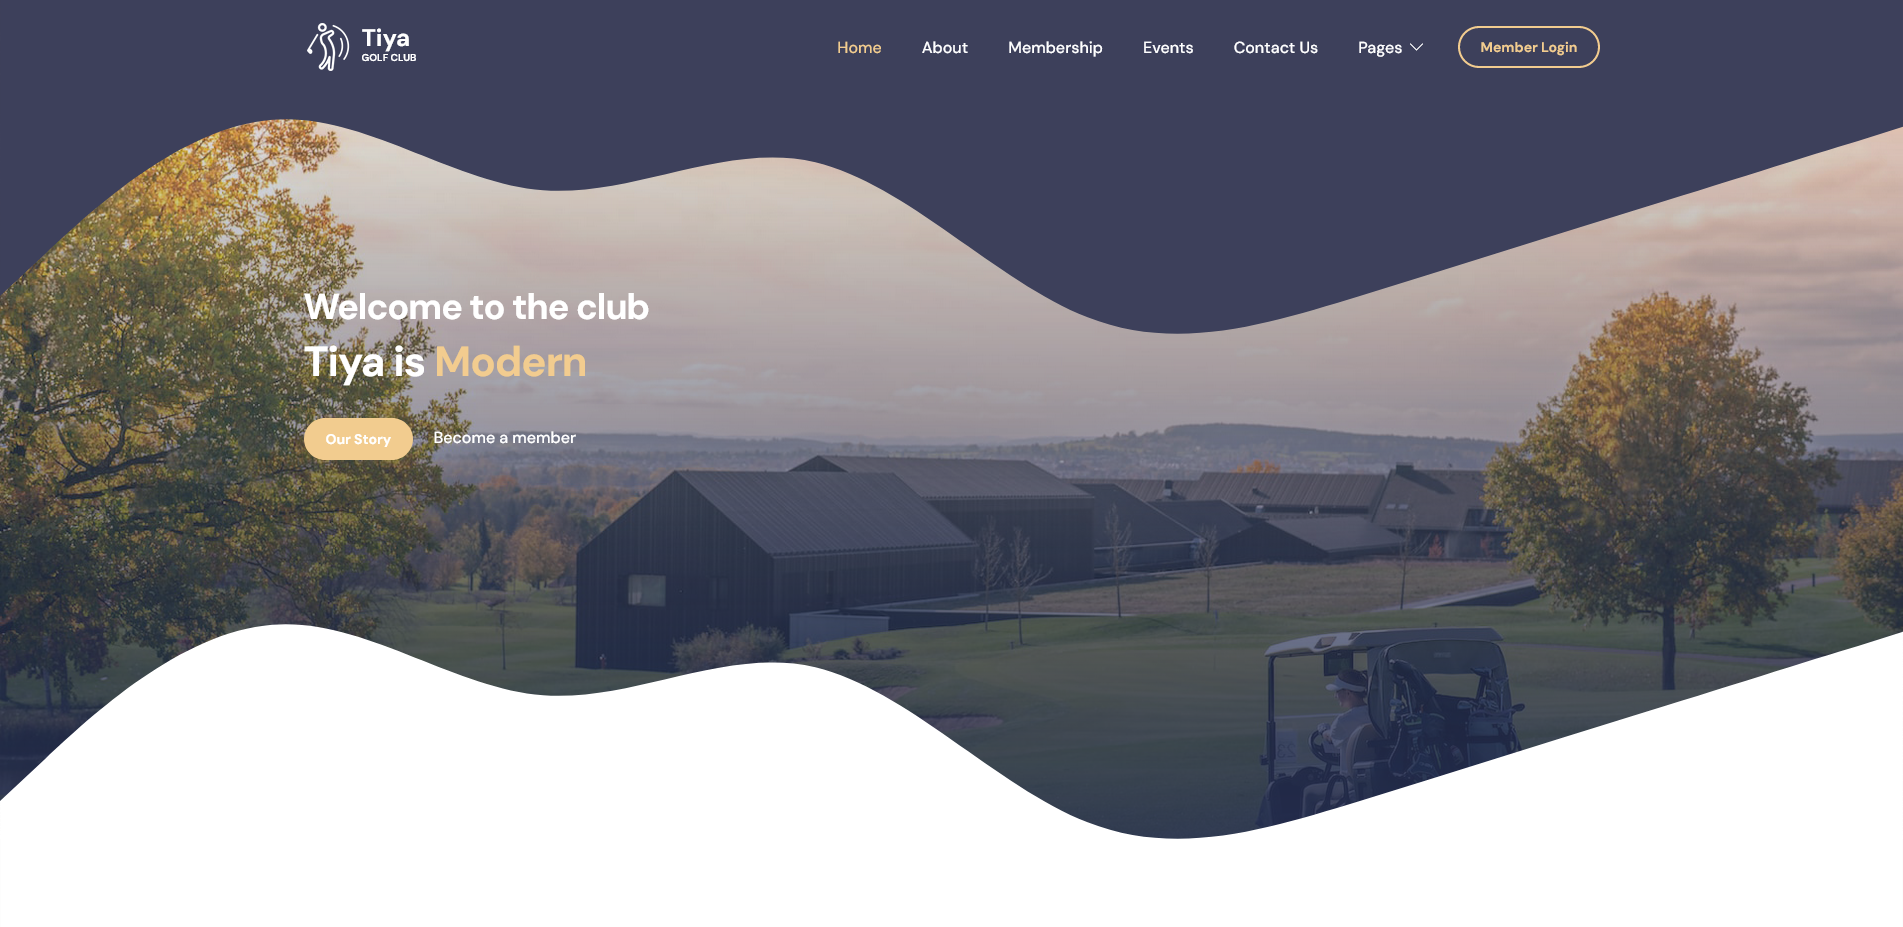 Tiya
GOLF CLUB
Home About Membership Events Contact Us Pages Member Login
Welcome to the club
Tiya is Modern
Our Story Become a member